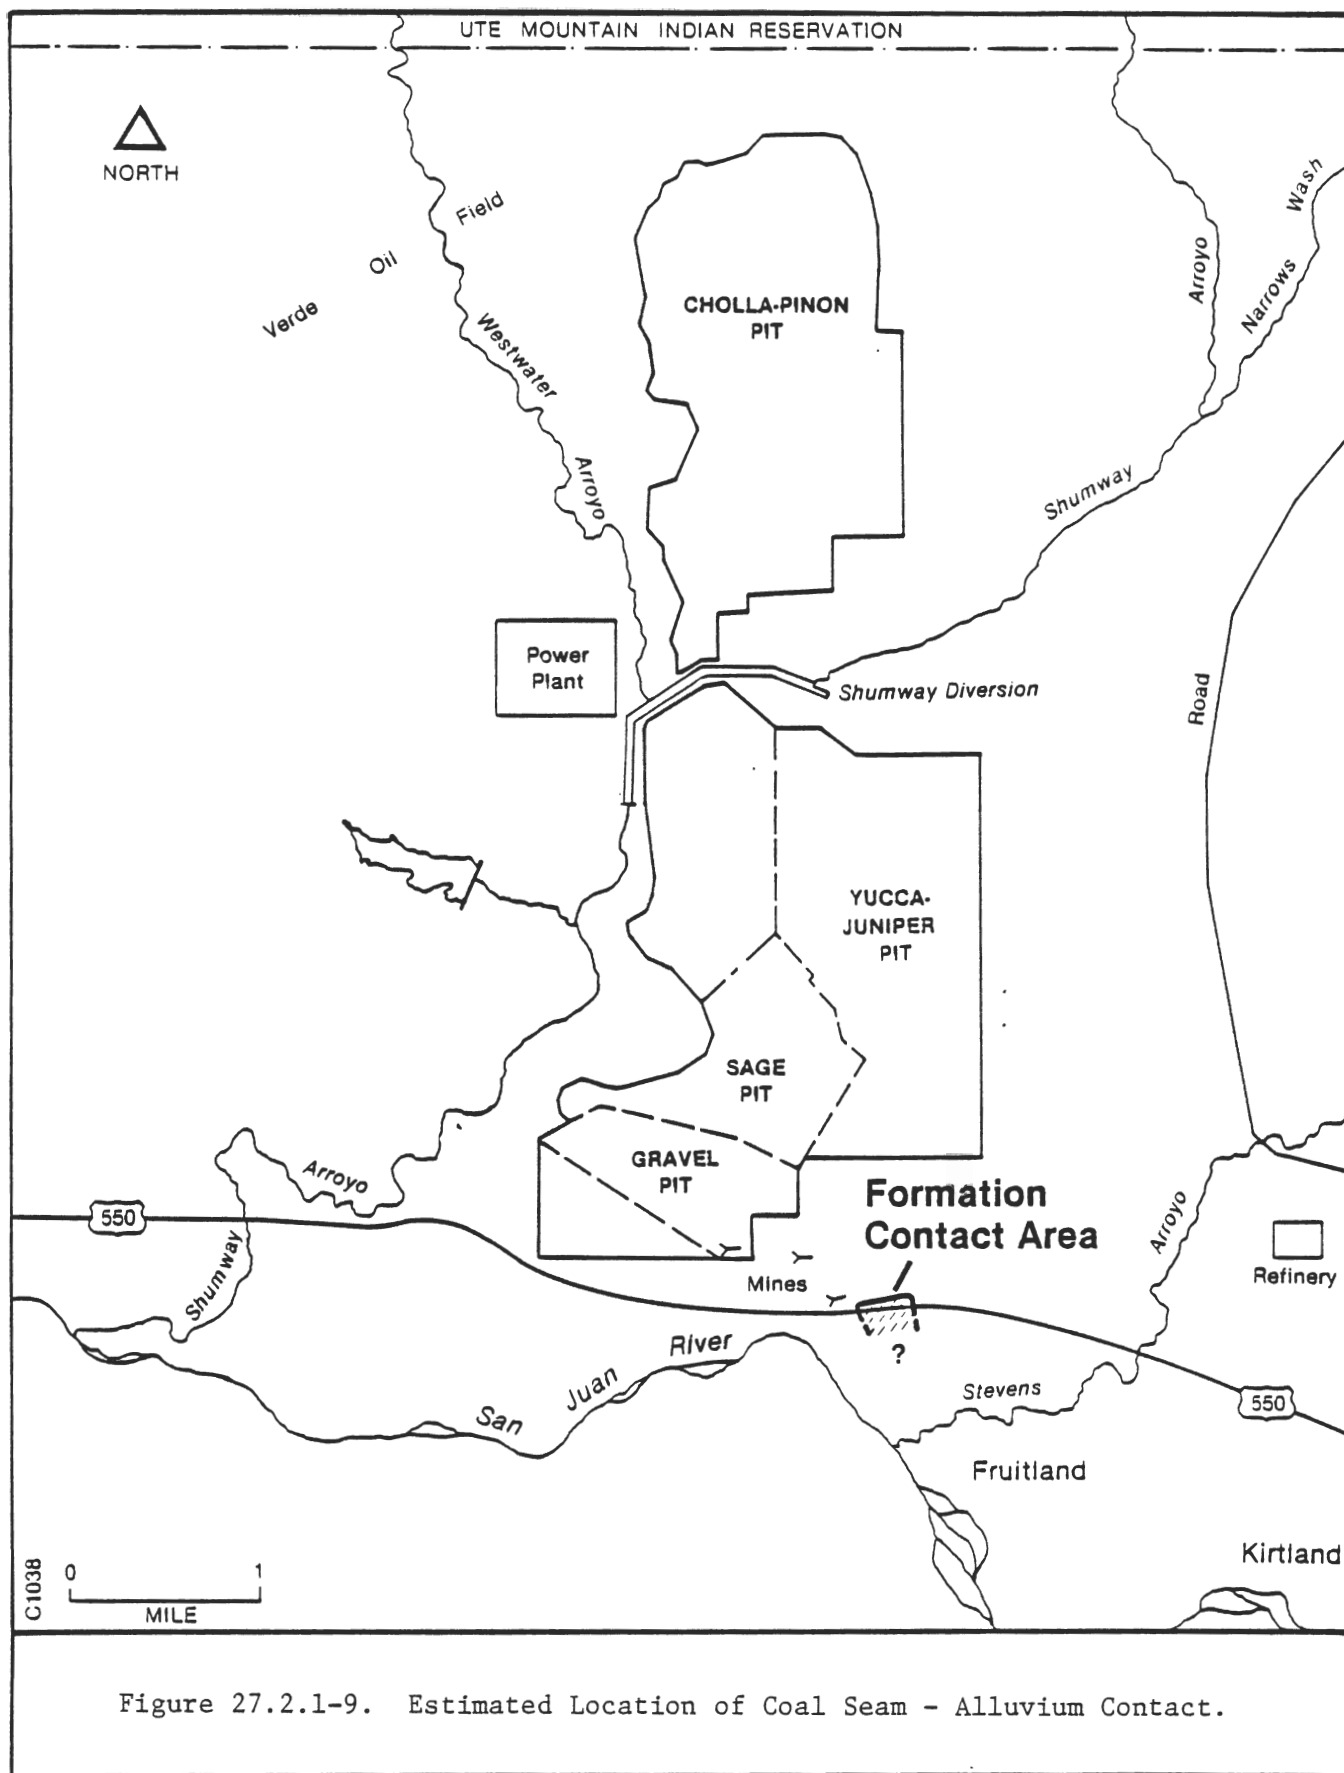 UTE MOUNTAIN INDIAN RESERVATION
NORTH
Verde Oil Field
Westwater
Arroyo
CHOLLA-PINON
PIT
Arroyo
Narrows
Wash
Shumway
Power
Plant
Shumway Diversion
Road
YUCCA-
JUNIPER
PIT
SAGE
PIT
GRAVEL
PIT
Arroyo
550
Shumway
Formation
Contact Area
Mines
?
Arroyo
Refinery
San Juan River
Stevens
550
Fruitland
Kirtland
C1038
0 1
MILE
Figure 27.2.1-9. Estimated Location of Coal Seam - Alluvium Contact.